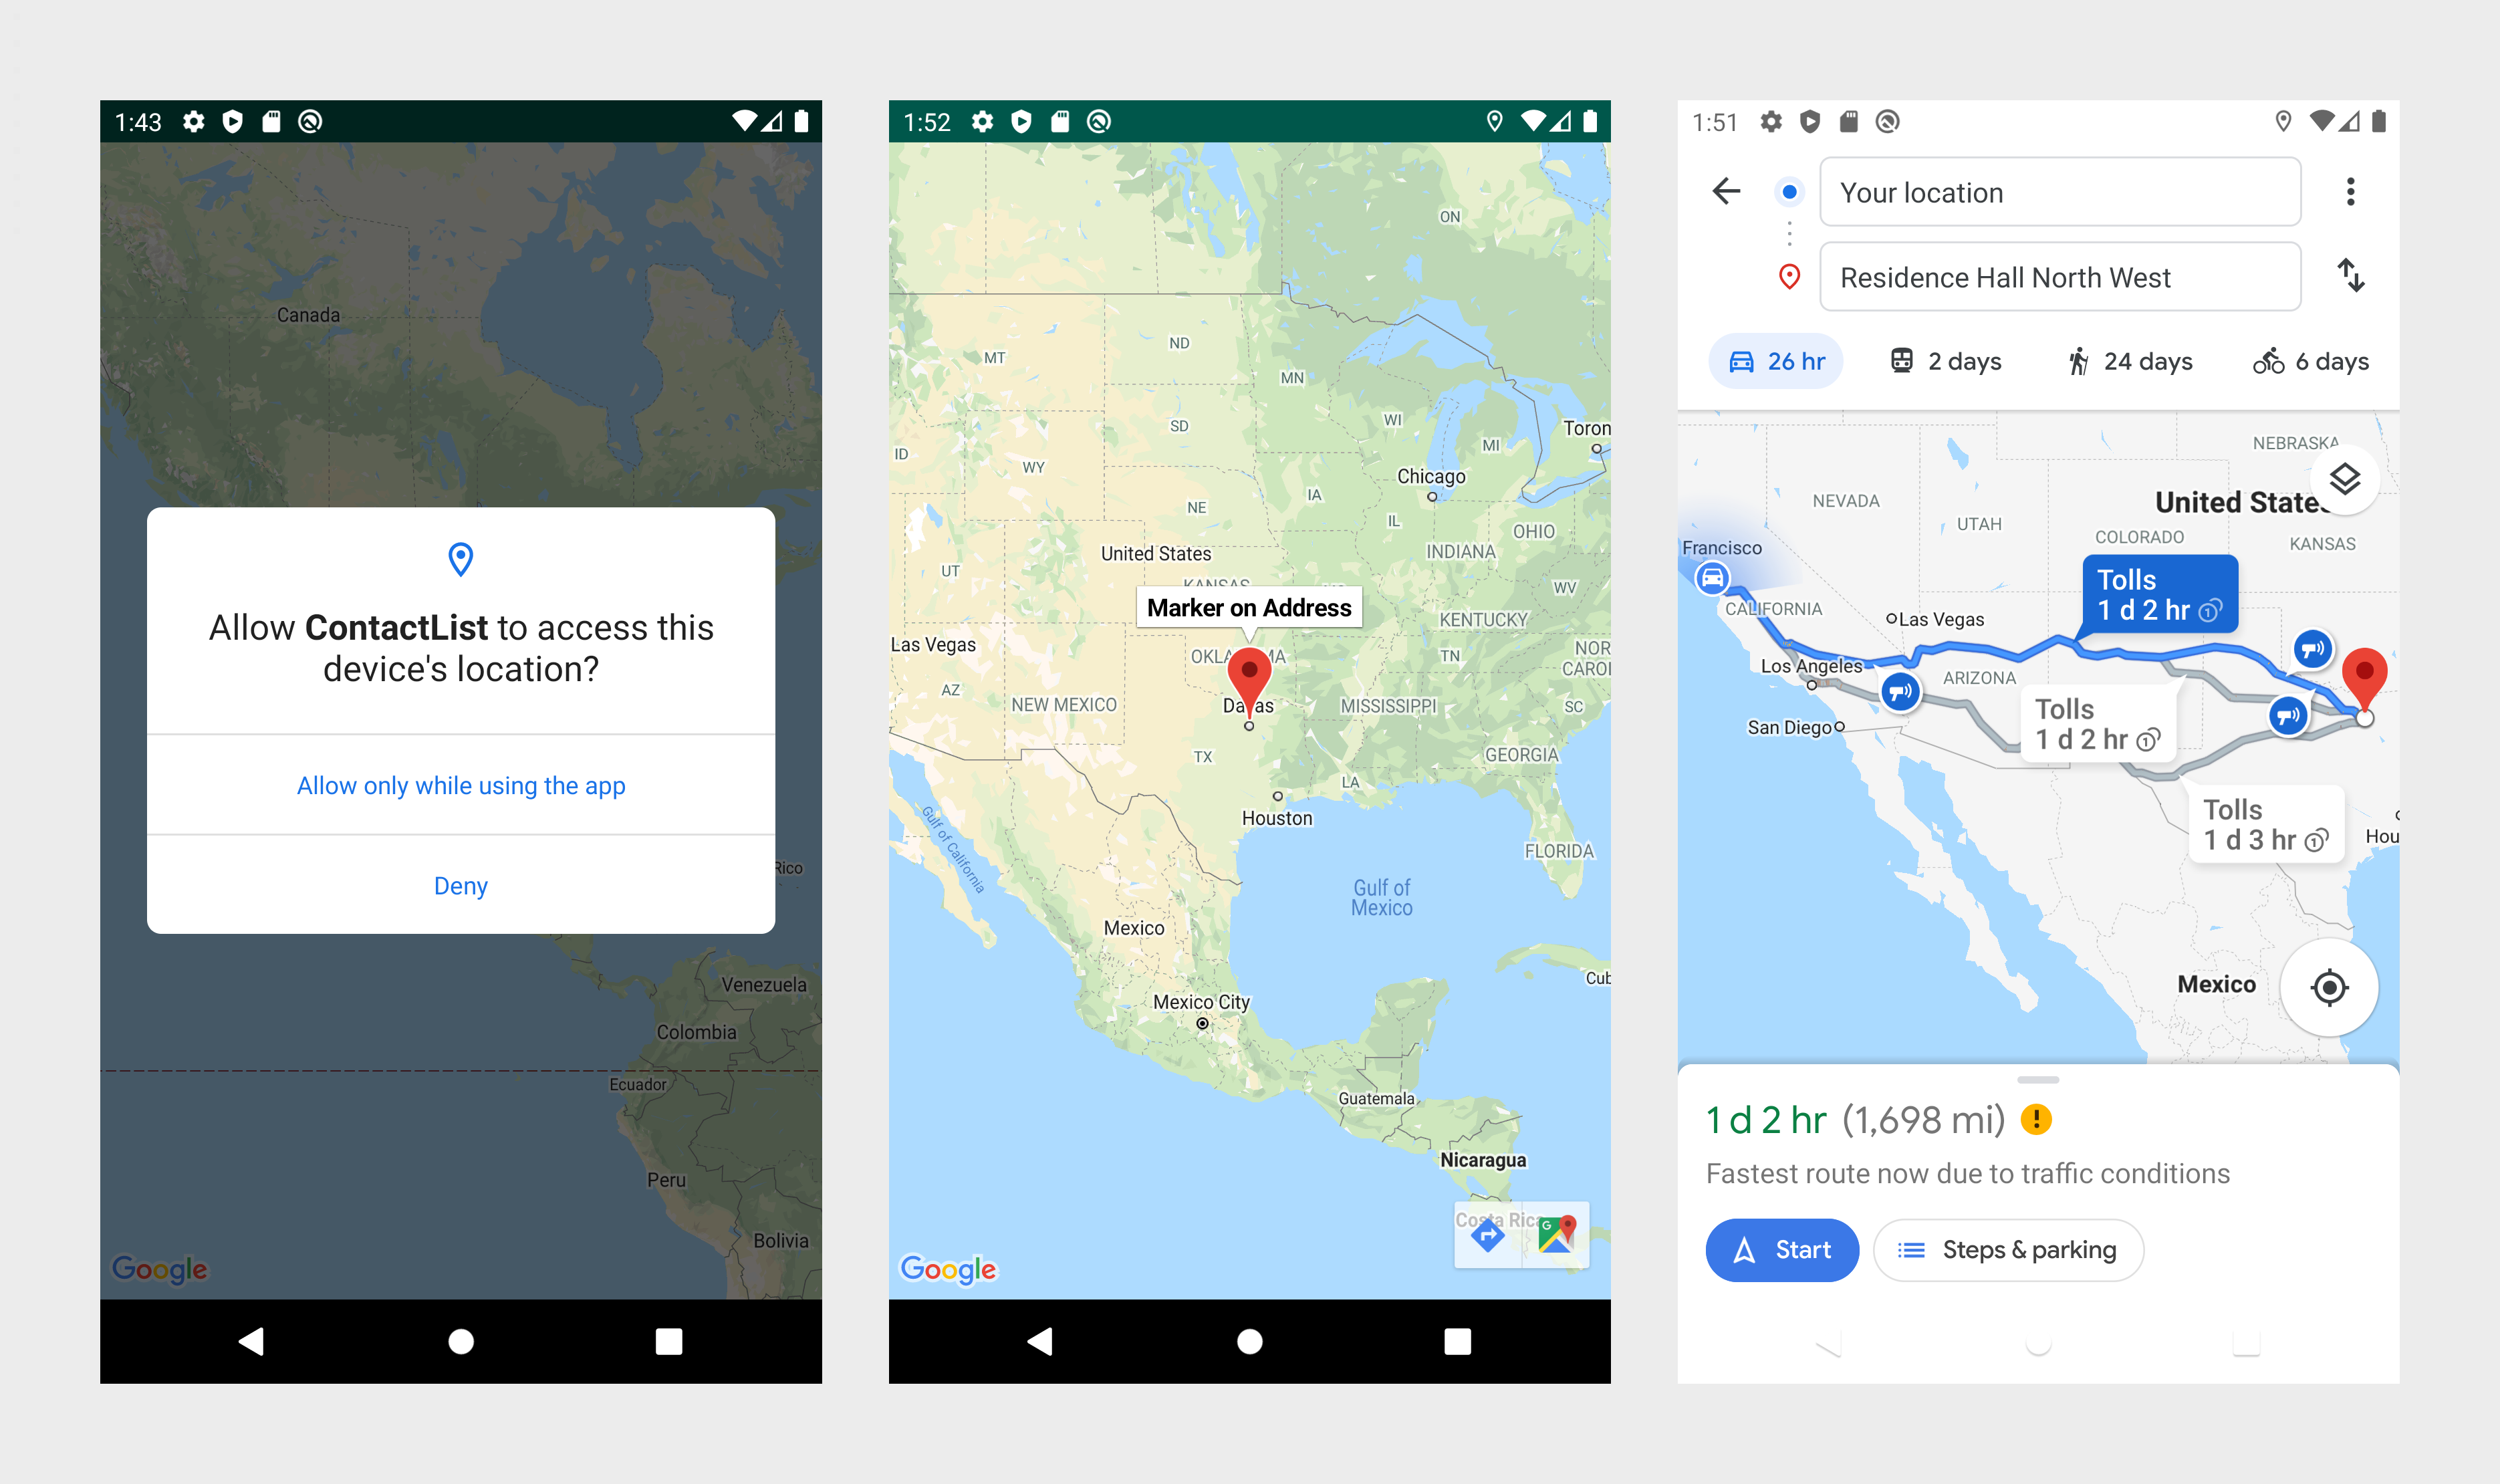 1:43
Canada
Allow ContactList to access this
device's location?
Allow only while using the app
Rico
Deny
Venezuela
Colombia
Ecuador
Peru
Bolivia
Google
1:52
ON
ND
MT
MN
SD
WI
Toron
ID
WY
MI
Chicago
NE
IA
IL
OHIO
United States
INDIANA
UT
KANSAS
WV
Marker on Address
KENTUCKY
Las Vegas
OKLA MA
TN
NOR
CAROL
AZ
NEW MEXICO
Da as
MISSISSIPPI
SC
TX
GEORGIA
LA
Houston
Gulf of California
FLORIDA
Gulf of
Mexico
Mexico
Cub
Mexico City
Guatemala
Nicaragua
Costa Rica
G
Google
1:51
Your location
Residence Hall North West
26 hr
2 days
24 days
6 days
NEBRASKA
NEVADA
United States
UTAH
COLORADO
Francisco
KANSAS
Tolls
1 d 2 hr
CALIFORNIA
Las Vegas
Los Angeles
ARIZONA
Tolls
1 d 2 hr
San Diego
Tolls
1 d 3 hr
Hou
Mexico
1 d 2 hr (1,698 mi)
Fastest route now due to traffic conditions
Start
Steps & parking